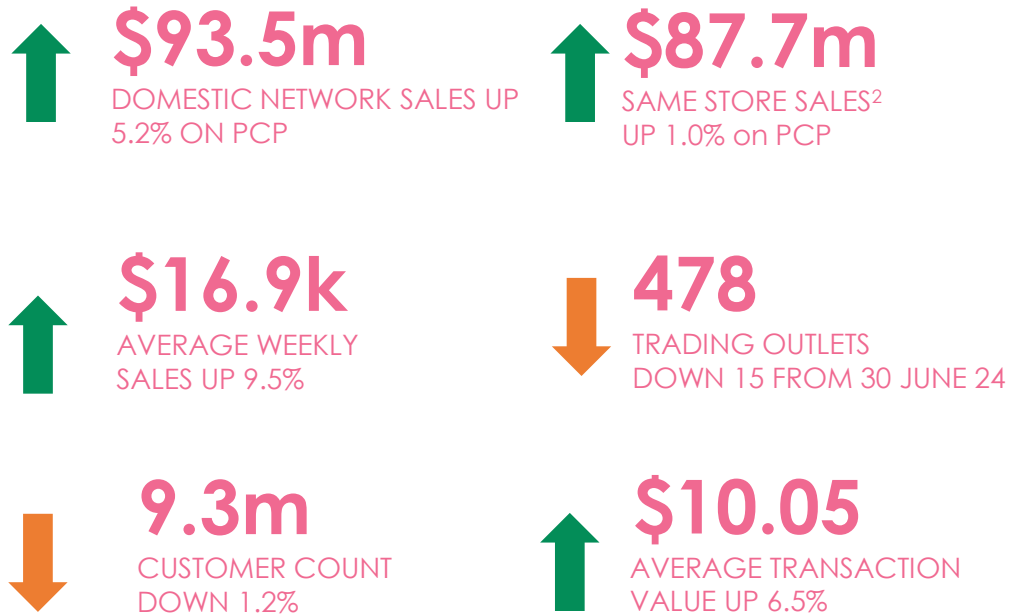 $93.5m
DOMESTIC NETWORK SALES UP
5.2% ON PCP
$87.7m
SAME STORE SALES²
UP 1.0% on PCP
$16.9k
AVERAGE WEEKLY
SALES UP 9.5%
478
TRADING OUTLETS
DOWN 15 FROM 30 JUNE 24
9.3m
CUSTOMER COUNT
DOWN 1.2%
$10.05
AVERAGE TRANSACTION
VALUE UP 6.5%